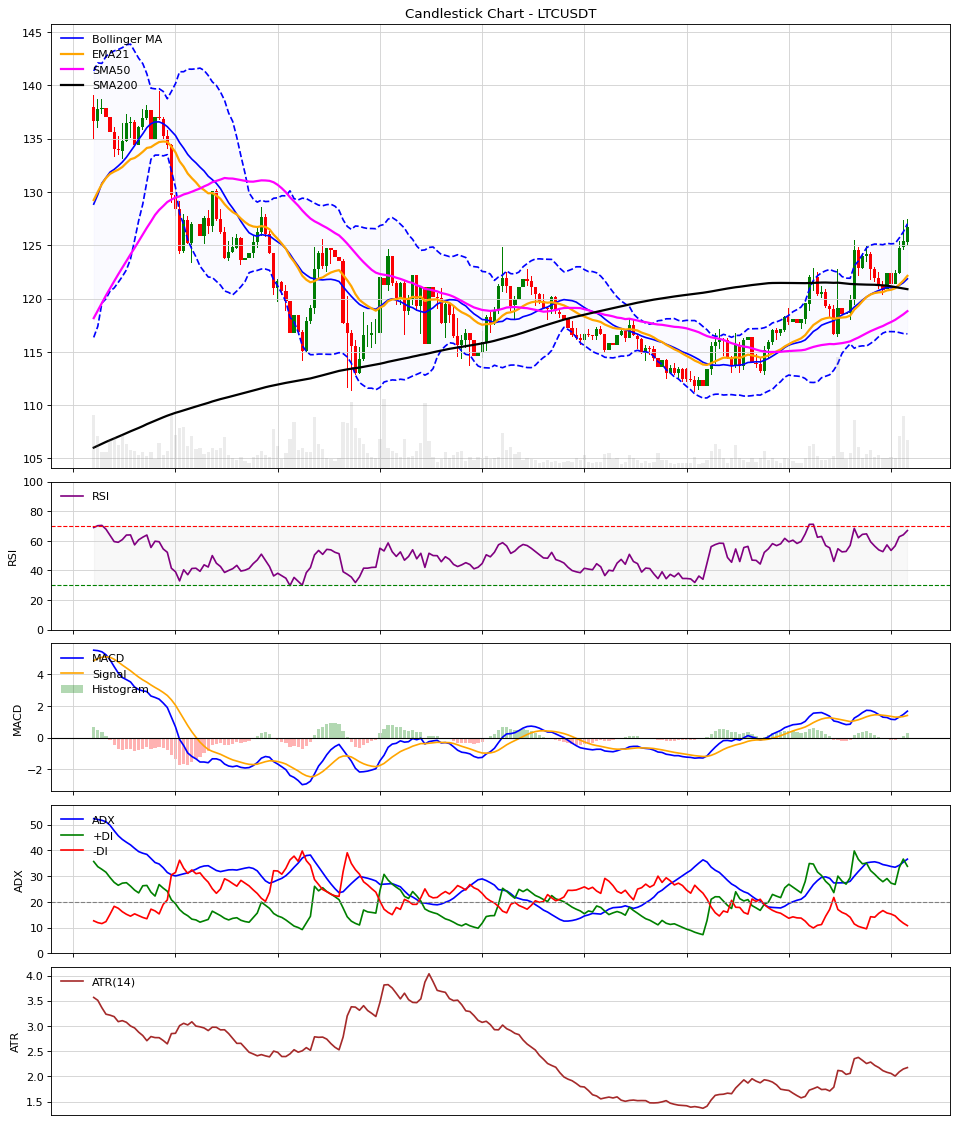 Candlestick Chart - LTCUSDT
145
140
135
130
125
120
115
110
105
Bollinger MA
EMA21
SMA50
SMA200
100
80
60
40
20
0
RSI
RSI
4
2
0
−2
MACD
MACD
Signal
Histogram
50
40
30
20
10
0
ADX
ADX
+DI
-DI
4.0
3.5
3.0
2.5
2.0
1.5
ATR
ATR(14)